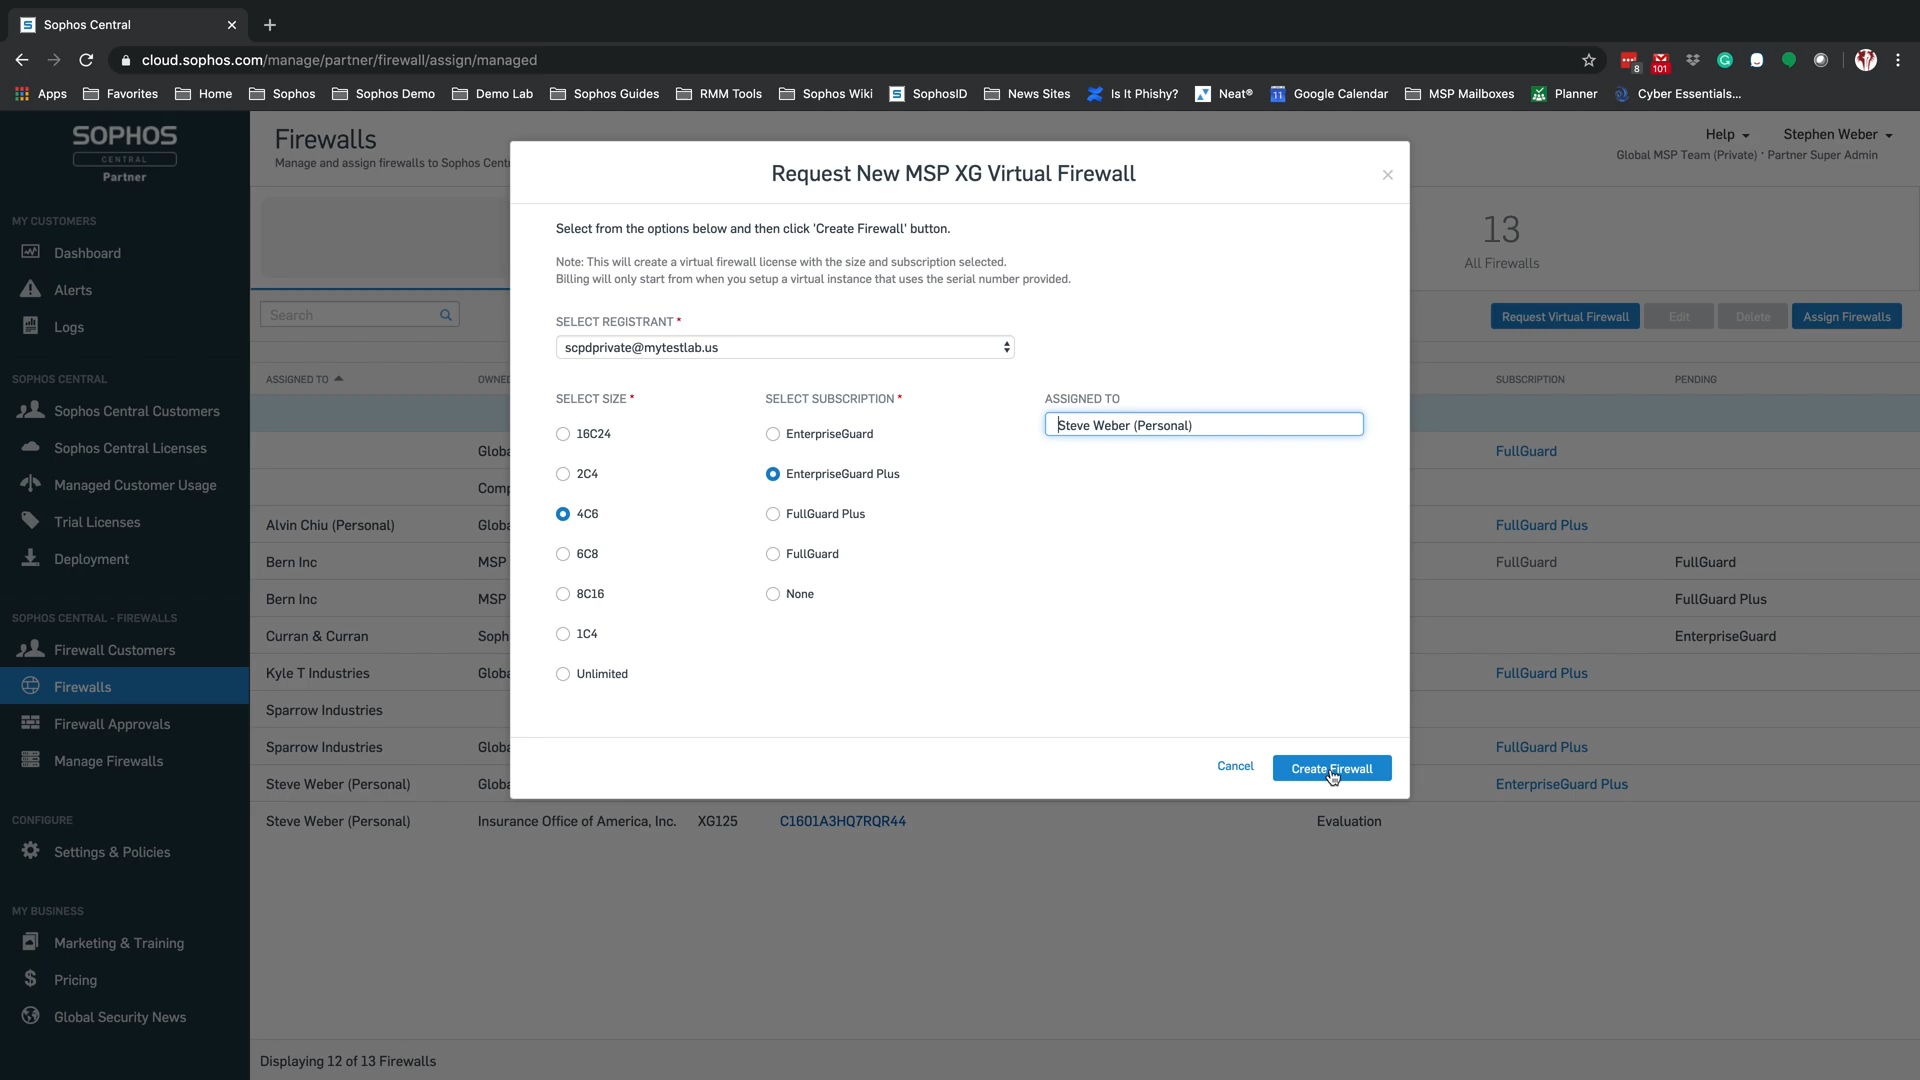 Sophos Central
cloud.sophos.com/manage/partner/firewall/assign/managed
8
101
Apps
Favorites
Home
Sophos
Sophos Demo
Demo Lab
Sophos Guides
RMM Tools
Sophos Wiki
SophosID
News Sites
Is It Phishy?
Neat®
11
Google Calendar
MSP Mailboxes
Planner
Cyber Essentials...
SOPHOS
CENTRAL
Partner
MY CUSTOMERS
Dashboard
Alerts
Logs
SOPHOS CENTRAL
Sophos Central Customers
Sophos Central Licenses
Managed Customer Usage
Trial Licenses
Deployment
SOPHOS CENTRAL - FIREWALLS
Firewall Customers
Firewalls
Firewall Approvals
Manage Firewalls
CONFIGURE
Settings & Policies
MY BUSINESS
Marketing & Training
Pricing
Global Security News
Firewalls
Manage and assign firewalls to Sophos Cent
Help
Stephen Weber
Global MSP Team (Private) · Partner Super Admin
13
All Firewalls
Search
Request Virtual Firewall
Edit
Delete
Assign Firewalls
ASSIGNED TO
OWNE
SUBSCRIPTION
PENDING
Globa
FullGuard
Comp
Alvin Chiu (Personal)
Globa
FullGuard Plus
Bern Inc
MSP
FullGuard
FullGuard
Bern Inc
MSP
FullGuard Plus
Curran & Curran
Soph
EnterpriseGuard
Kyle T Industries
Globa
FullGuard Plus
Sparrow Industries
Sparrow Industries
Globa
FullGuard Plus
Steve Weber (Personal)
Globa
EnterpriseGuard Plus
Steve Weber (Personal)
Insurance Office of America, Inc.
XG125
C1601A3HQ7RQR44
Evaluation
Displaying 12 of 13 Firewalls
Request New MSP XG Virtual Firewall
×
Select from the options below and then click 'Create Firewall' button.
Note: This will create a virtual firewall license with the size and subscription selected.
Billing will only start from when you setup a virtual instance that uses the serial number provided.
SELECT REGISTRANT *
scpdprivate@mytestlab.us
SELECT SIZE *
16C24
2C4
4C6
6C8
8C16
1C4
Unlimited
SELECT SUBSCRIPTION *
EnterpriseGuard
EnterpriseGuard Plus
FullGuard Plus
FullGuard
None
ASSIGNED TO
Steve Weber (Personal)
Cancel
Create Firewall